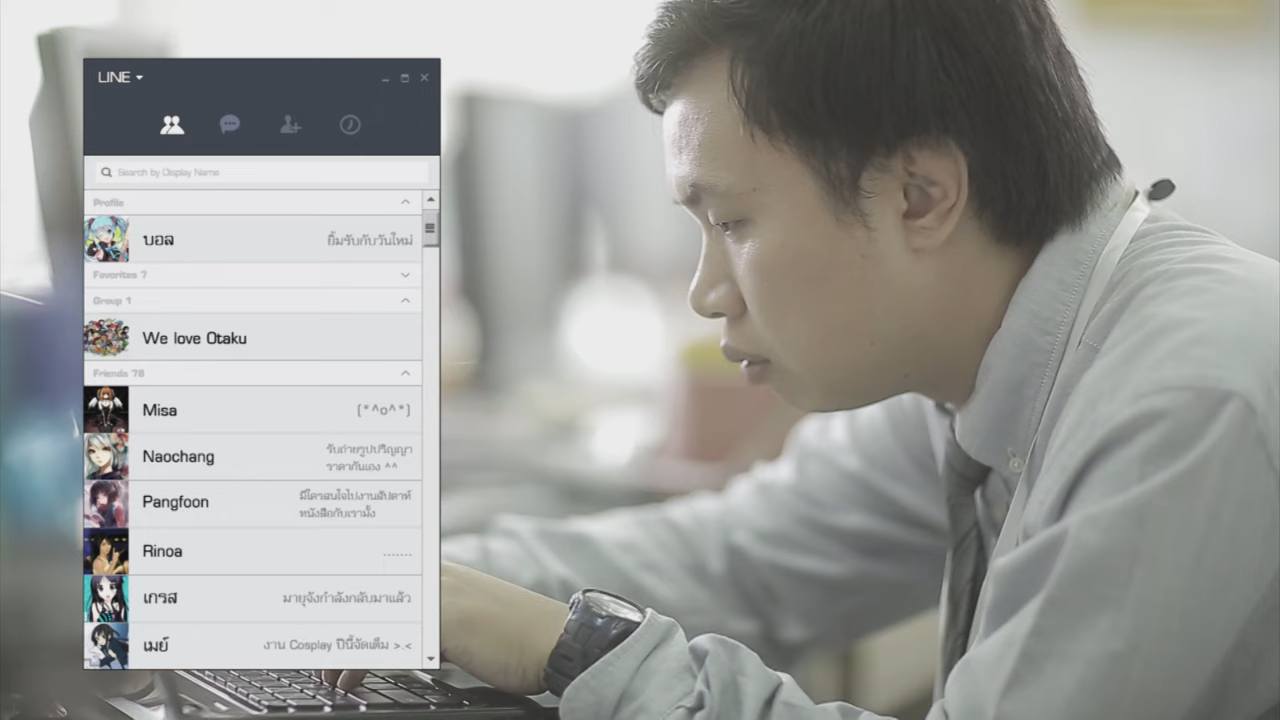 LINE
Search by Display Name
Profile
บอล
ยิ้มรับกับวันใหม่
Favorites 7
Group 1
We love Otaku
Friends 78
Misa
(*^o^*)
Naochang
รับถ่ายรูปปริญญา
ราคากันเอง ^^
Pangfoon
มีใครสนใจไปงานสัปดาห์
หนังสือกับเรามั้ง
Rinoa
.......
เกรส
มายุจังกำลังกลับมาแล้ว
เมย์
งาน Cosplay ปีนี้จัดเต็ม >.<